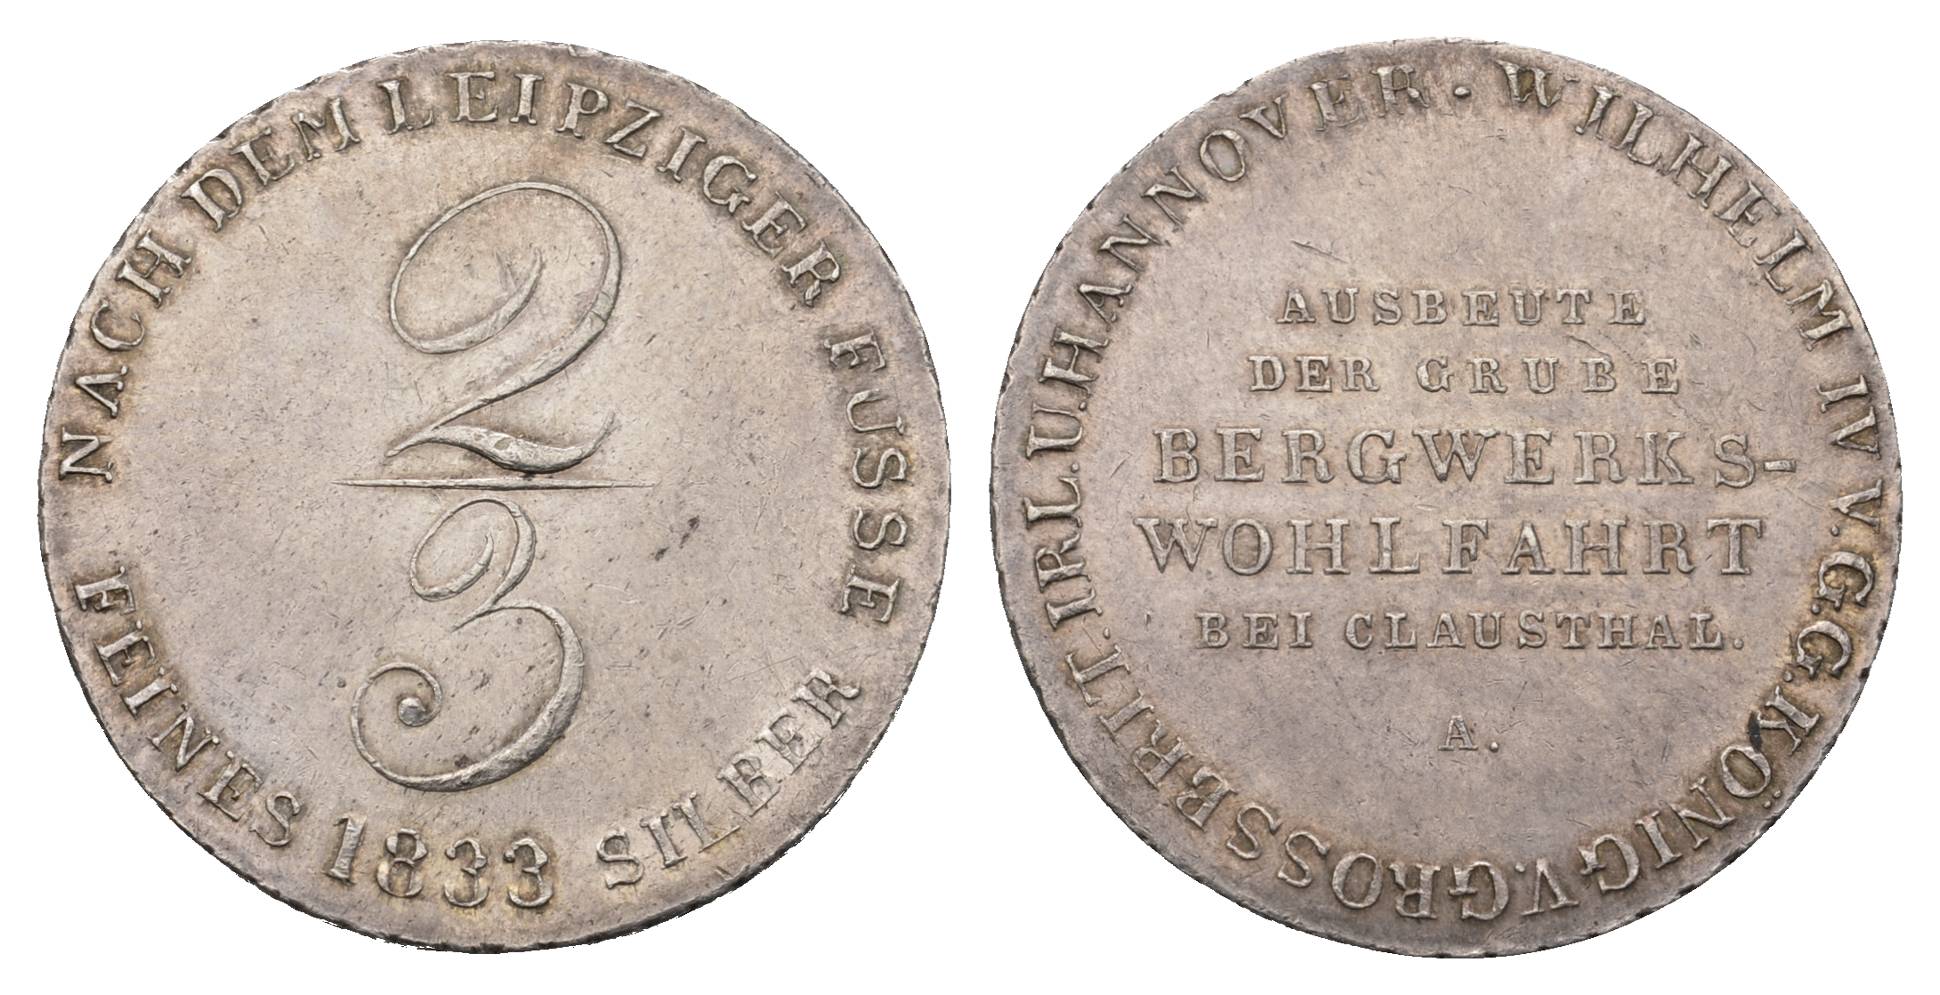 NACH DEM LEIPZIGER FUSSE
2
3
FEINES 1833 SILBER
WILHELM IV V.G.G.KÖNIG V.GROSSBRIT.IRL.U.HANNOVER.
AUSBEUTE
DER GRUBE
BERGWERKS-
WOHLFAHRT
BEI CLAUSTHAL.
A.